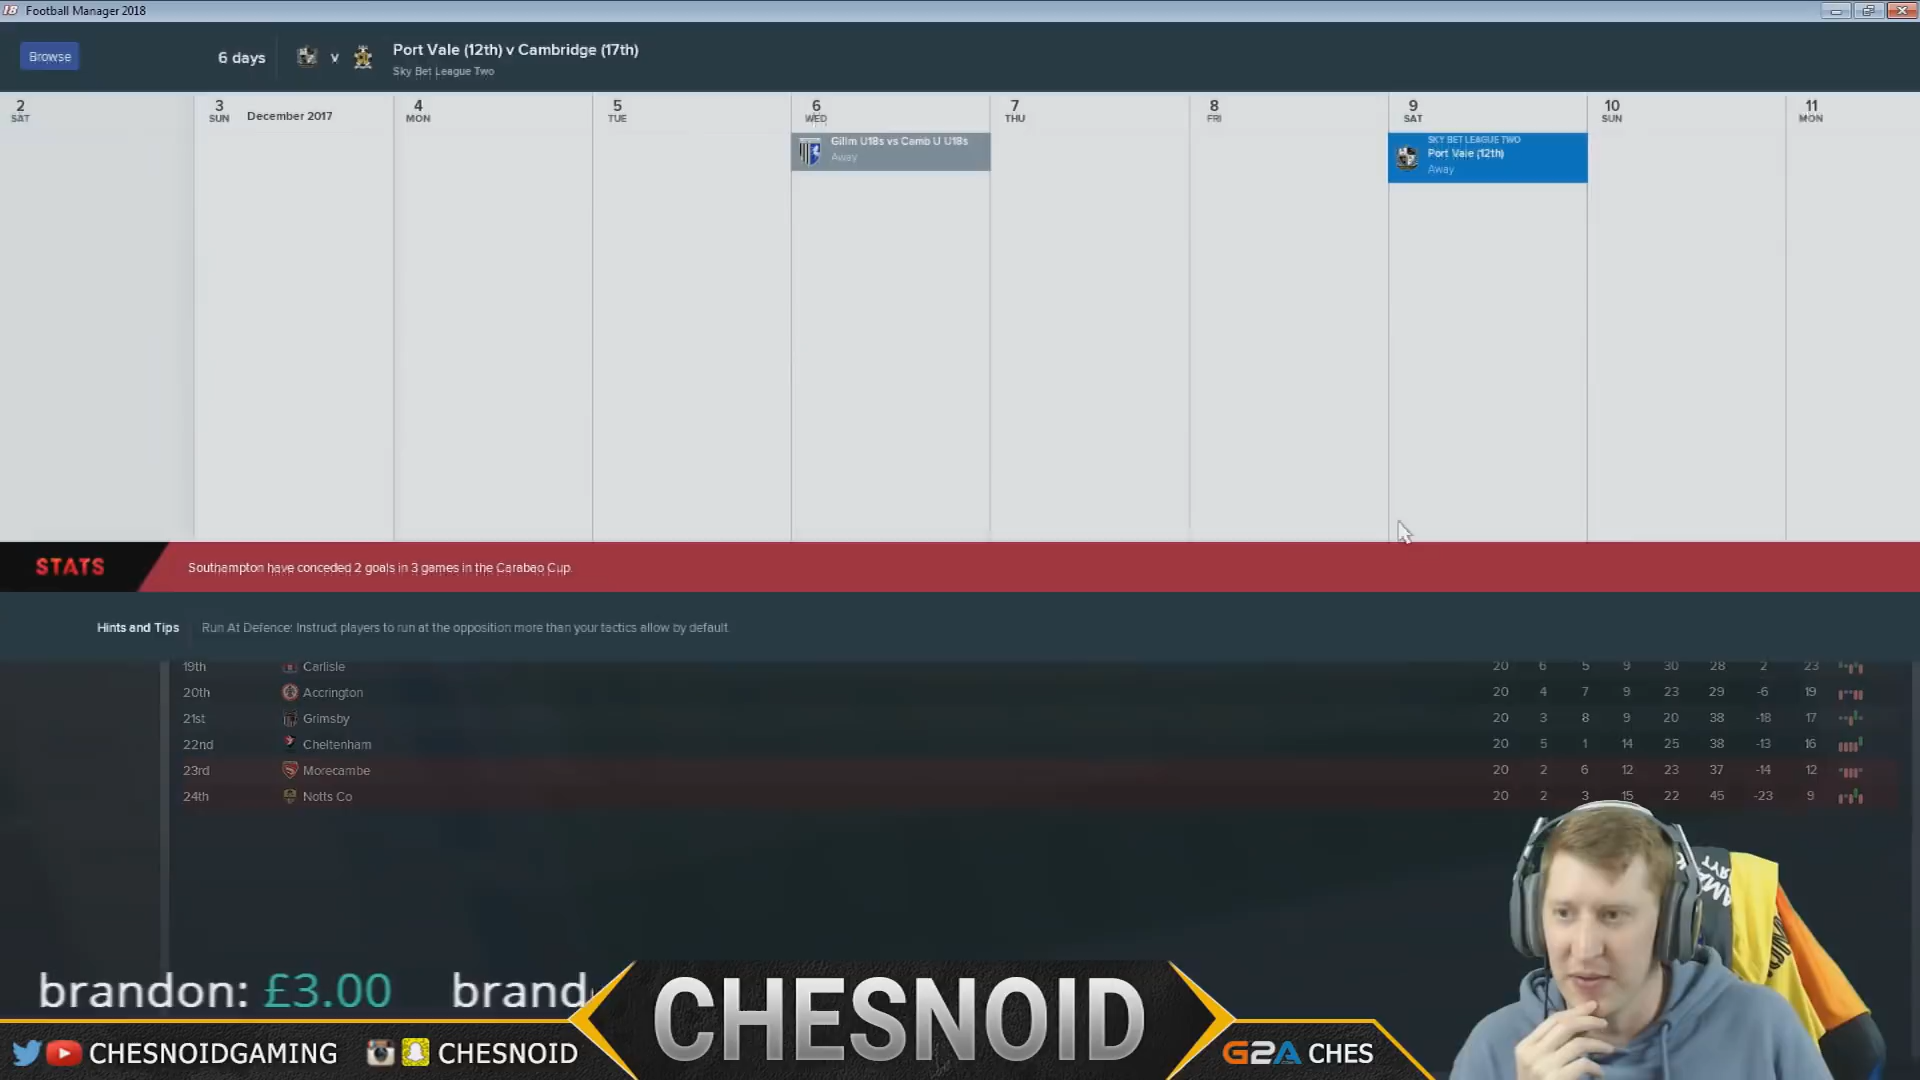 Football Manager 2018
Browse
6 days
v
Port Vale (12th) v Cambridge (17th)
Sky Bet League Two
2 SAT
3 SUN December 2017
4 MON
5 TUE
6 WED
7 THU
8 FRI
9 SAT
10 SUN
11 MON
Gillm U18s vs Camb U U18s
Away
SKY BET LEAGUE TWO
Port Vale (12th)
Away
STATS
Southampton have conceded 2 goals in 3 games in the Carabao Cup.
Hints and Tips
Run At Defence: Instruct players to run at the opposition more than your tactics allow by default.
19th Carlisle 20 6 5 9 30 28 2 23
20th Accrington 20 4 7 9 23 29 -6 19
21st Grimsby 20 3 8 9 20 38 -18 17
22nd Cheltenham 20 5 1 14 25 38 -13 16
23rd Morecambe 20 2 6 12 23 37 -14 12
24th Notts Co 20 2 3 15 22 45 -23 9
brandon: £3.00 brand
CHESNOID
CHESNOIDGAMING
CHESNOID
G2A CHES